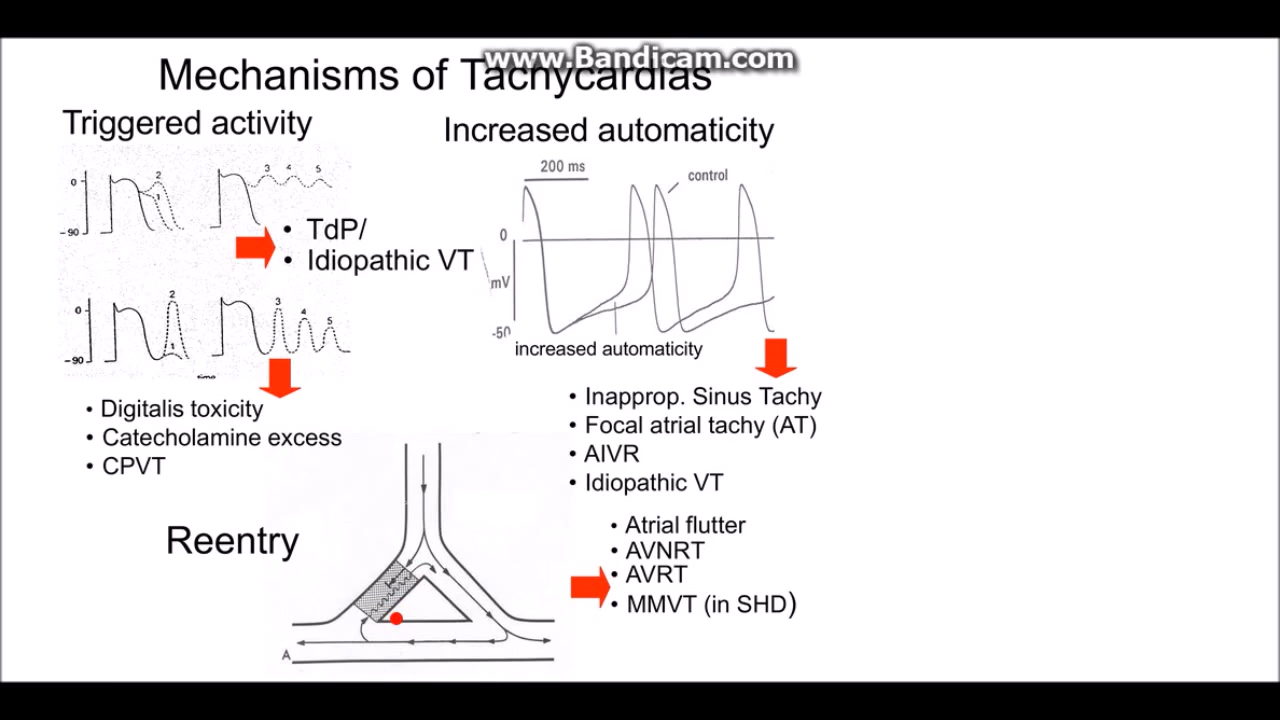 www.Bandicam.com
Mechanisms of Tachycardias
Triggered activity
2
1
0
-90
3 4 5
• TdP/
• Idiopathic VT
2
1
0
-90
3
4
5
time
• Digitalis toxicity
• Catecholamine excess
• CPVT
Increased automaticity
200 ms
control
0
mV
-50
increased automaticity
• Inapprop. Sinus Tachy
• Focal atrial tachy (AT)
• AIVR
• Idiopathic VT
Reentry
A
• Atrial flutter
• AVNRT
• AVRT
• MMVT (in SHD)